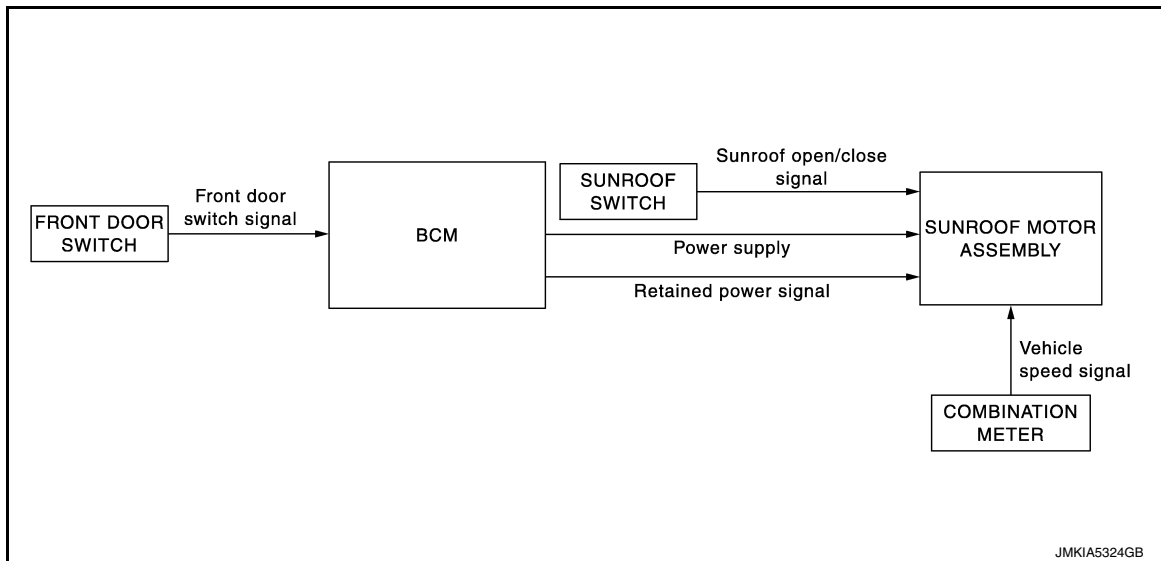 FRONT DOOR
SWITCH
Front door
switch signal
BCM
SUNROOF
SWITCH
Sunroof open/close
signal
Power supply
Retained power signal
SUNROOF MOTOR
ASSEMBLY
Vehicle
speed signal
COMBINATION
METER
JMKIA5324GB